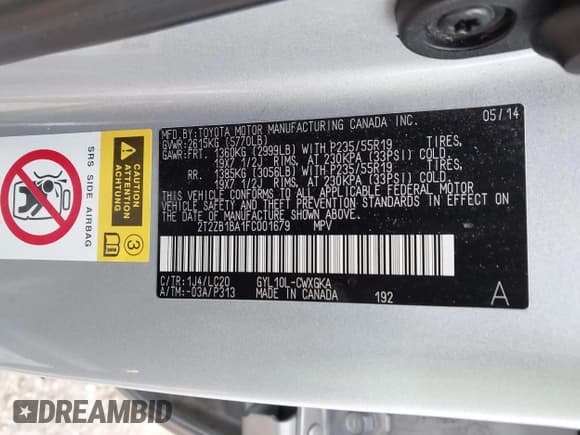 MFD.BY: TOYOTA MOTOR MANUFACTURING CANADA INC. 05/14
GVWR: 2615KG (5770LB)
GAWR: FRT. 1360KG (2999LB) WITH P235/55R19
19X7 1/2J RIMS, AT 230KPA (33PSI) COLD
RR. 1385KG (3056LB) WITH P235/55R19
19X7 1/2J RIMS, AT 230KPA (33PSI) COLD
THIS VEHICLE CONFORMS TO ALL APPLICABLE FEDERAL MOTOR
VEHICLE SAFETY AND THEFT PREVENTION STANDARDS IN EFFECT ON
THE DATE OF MANUFACTURE SHOWN ABOVE.
2T2ZB1BA1FC001679 MPV
C/TR: 1J4/LC20 GYL10L-CWXGKA
A/TM:-03A/P313 MADE IN CANADA 192 A
SRS SIDE AIRBAG
CAUTION
ATTENTION
ACHTUNG
3
DREAMBID